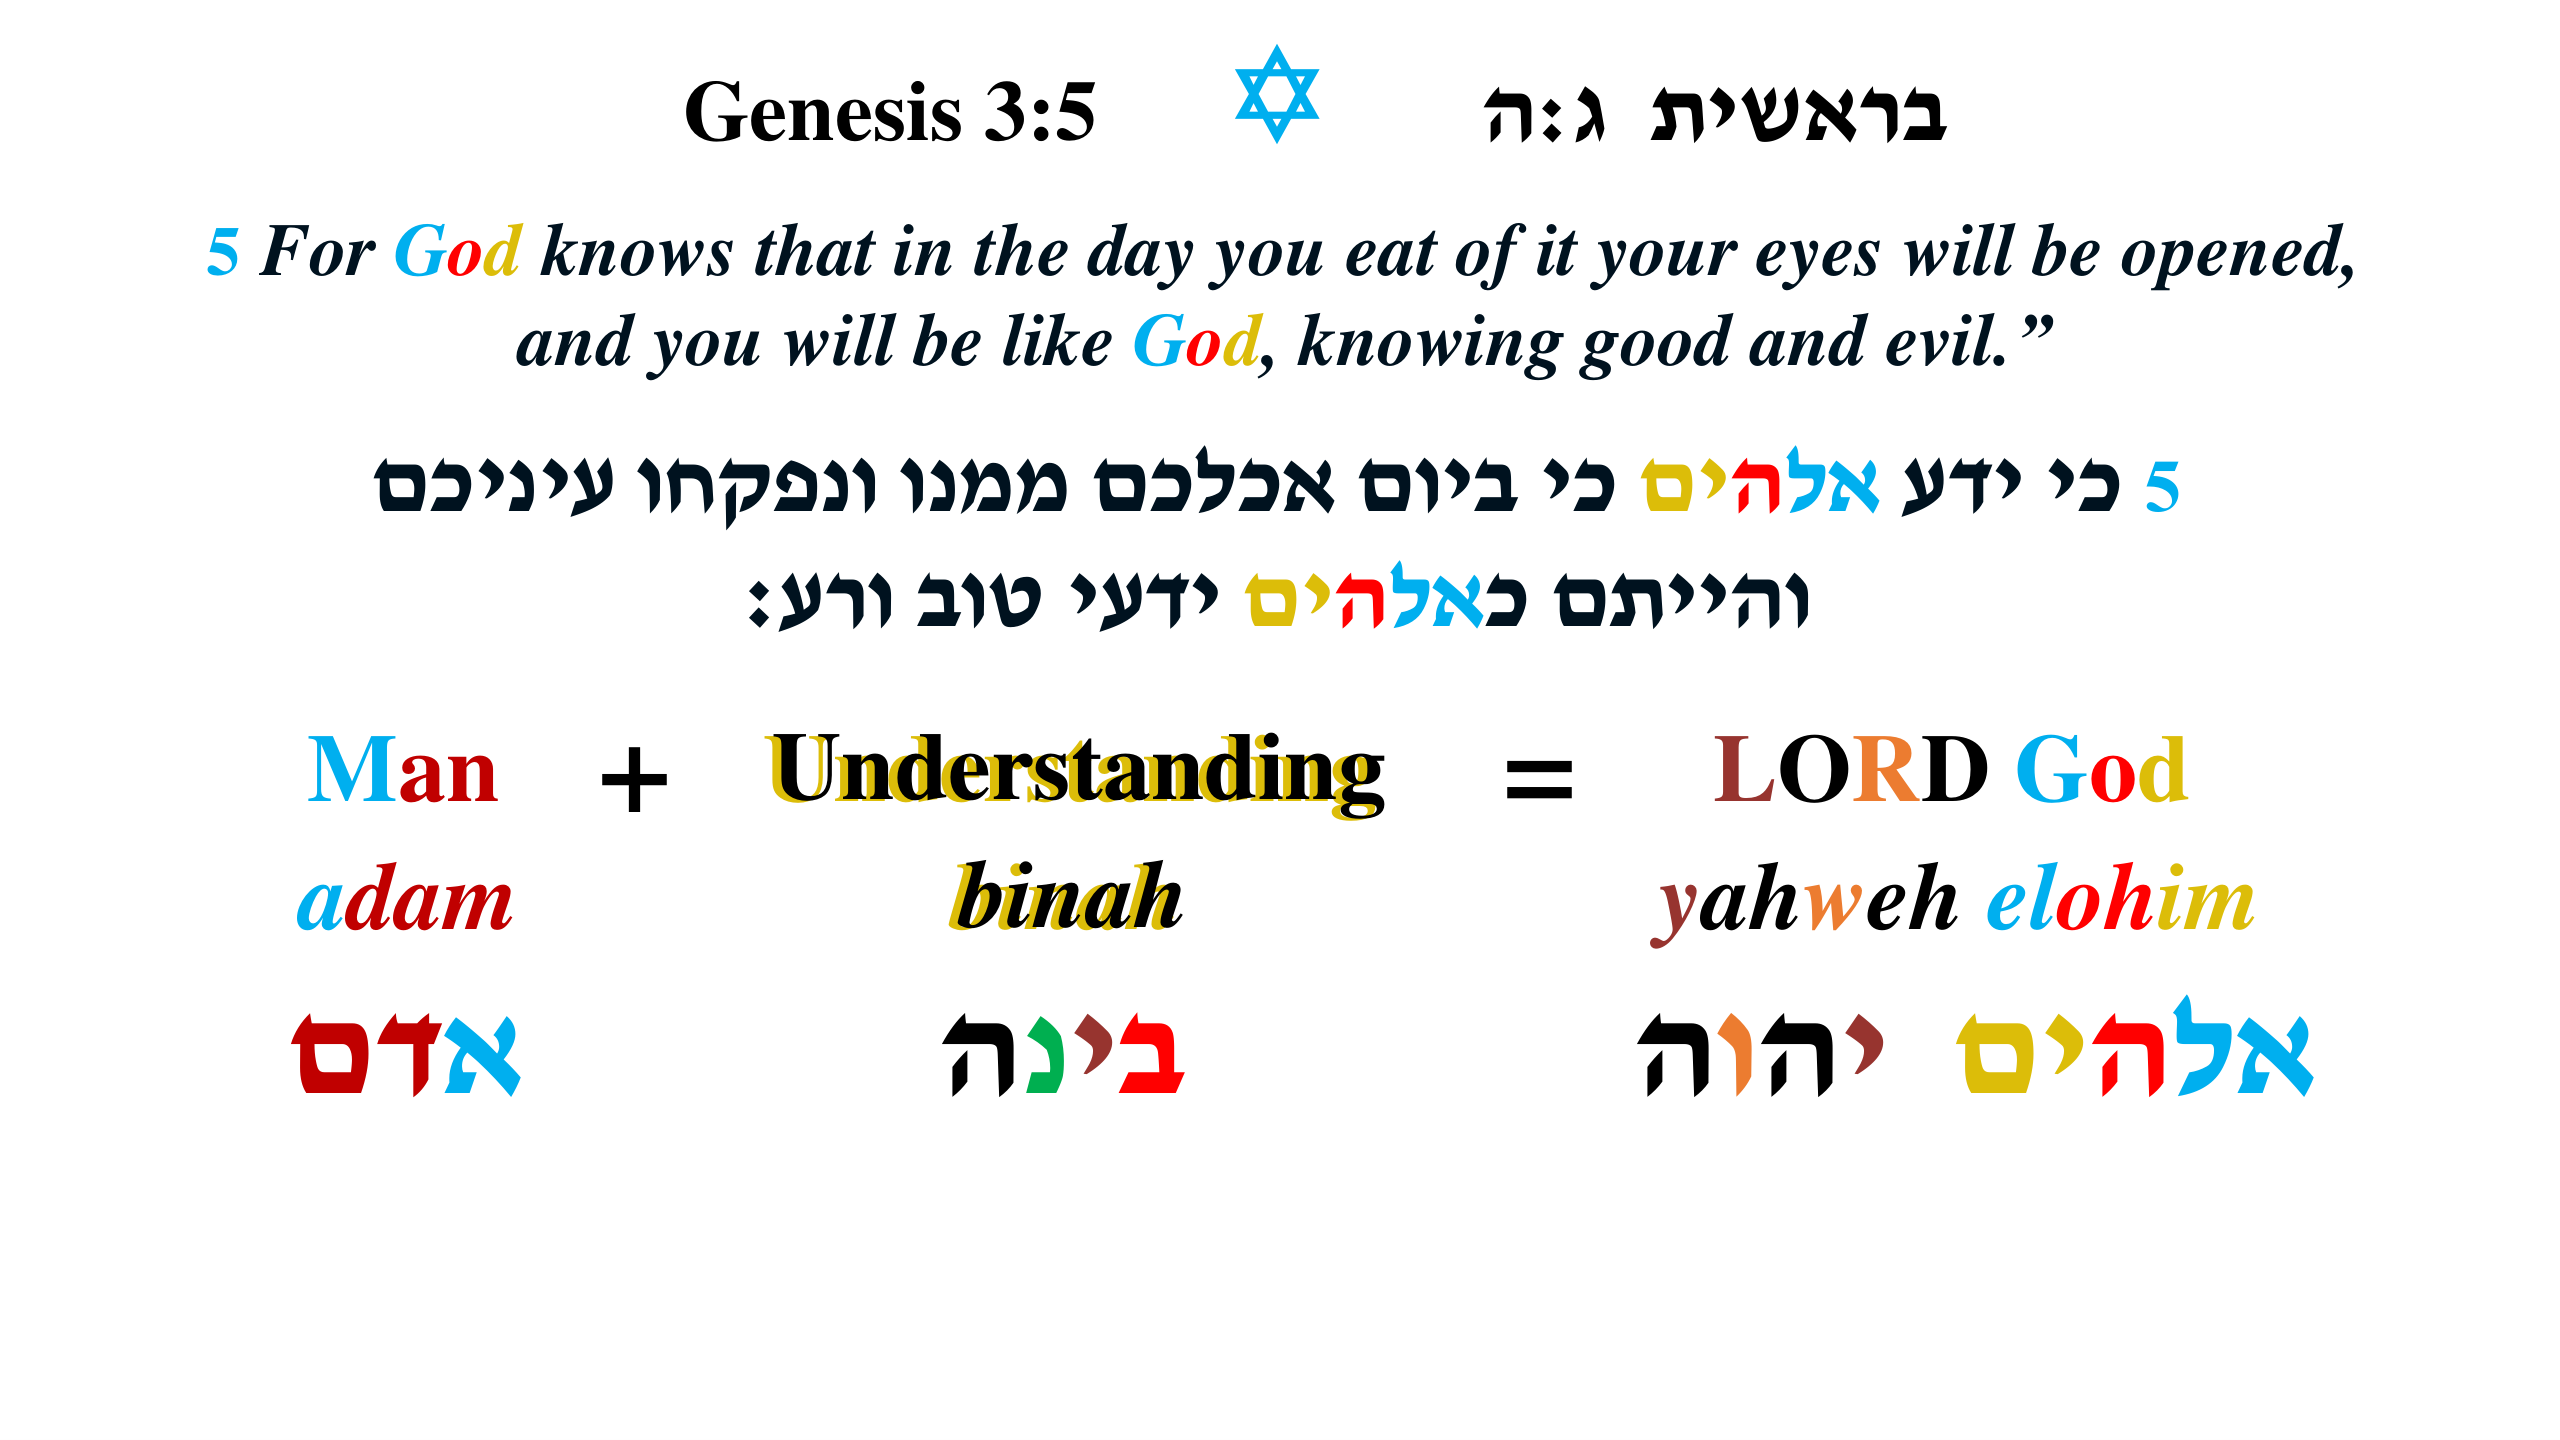 Genesis 3:5 ✡ בראשית ג:ה
5 For God knows that in the day you eat of it your eyes will be opened,
and you will be like God, knowing good and evil.”
5 כי ידע אלהים כי ביום אכלכם ממנו ונפקחו עיניכם
והייתם כאלהים ידעי טוב ורע:
Man + Understanding = LORD God
adam binah yahweh elohim
אדם בינה יהוה אלהים